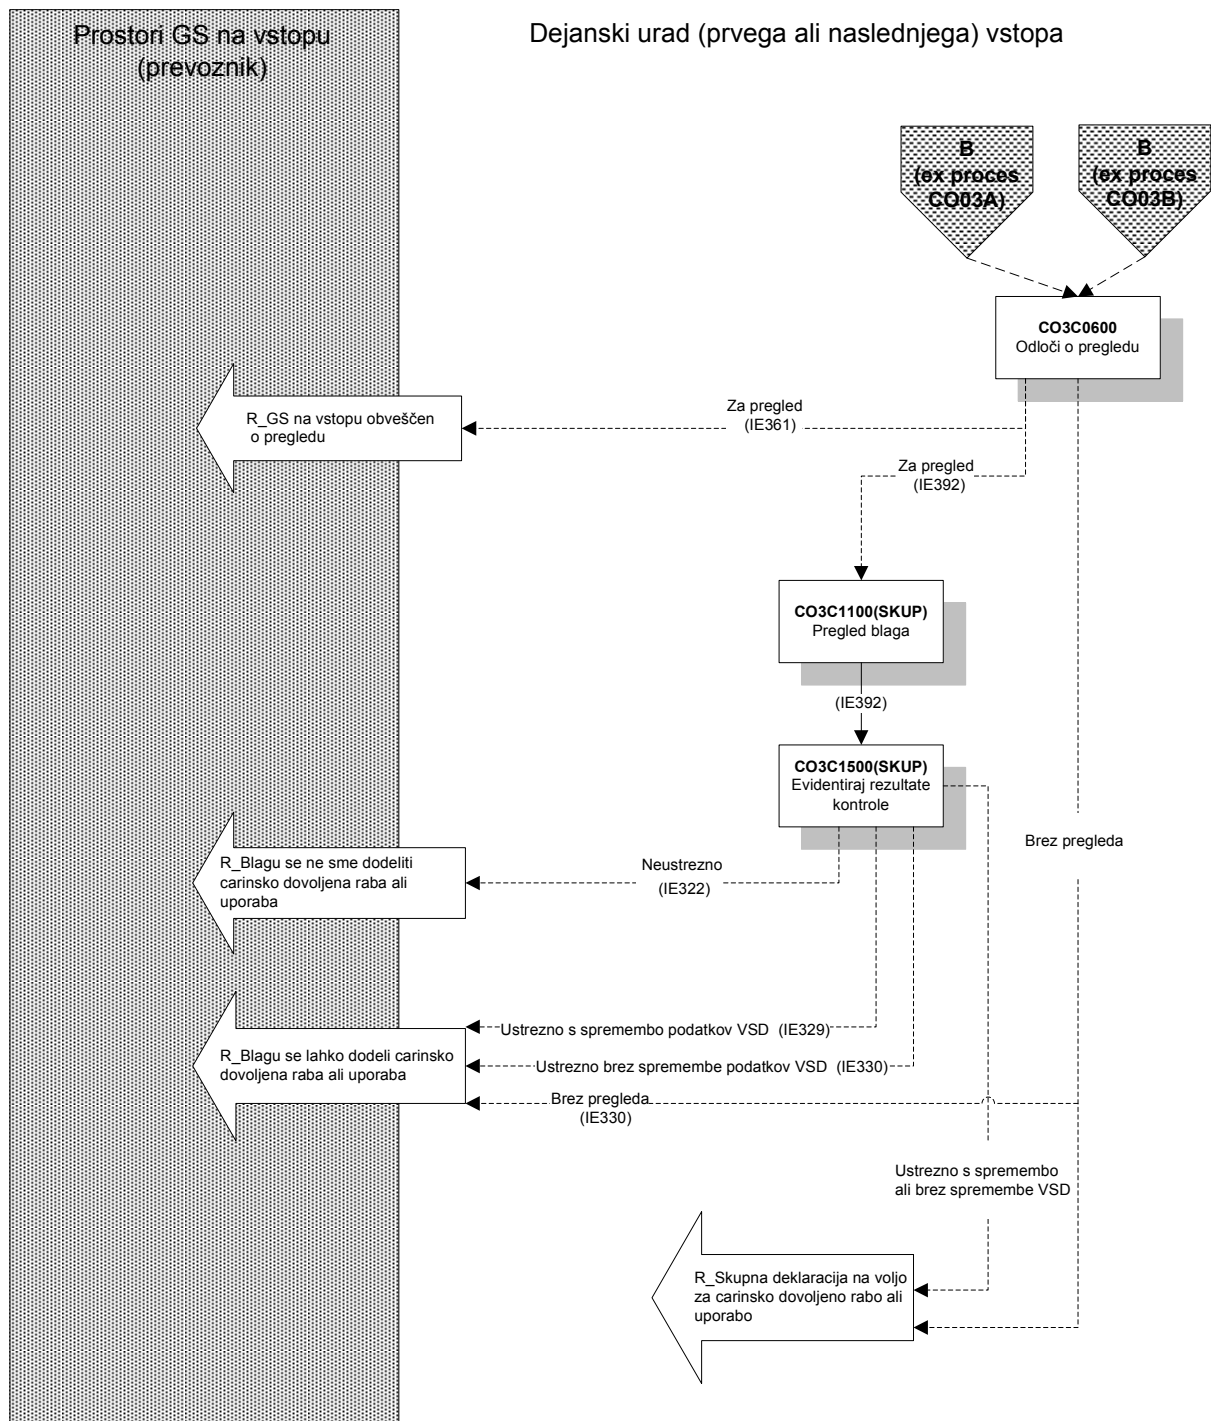 Prostori GS na vstopu
(prevoznik)
Dejanski urad (prvega ali naslednjega) vstopa
B
(ex proces
CO03A)
B
(ex proces
CO03B)
CO3C0600
Odloči o pregledu
R_GS na vstopu obveščen
o pregledu
Za pregled
(IE361)
Za pregled
(IE392)
CO3C1100(SKUP)
Pregled blaga
(IE392)
CO3C1500(SKUP)
Evidentiraj rezultate
kontrole
Brez pregleda
R_Blagu se ne sme dodeliti
carinsko dovoljena raba ali
uporaba
Neustrezno
(IE322)
R_Blagu se lahko dodeli carinsko
dovoljena raba ali uporaba
Ustrezno s spremembo podatkov VSD (IE329)
Ustrezno brez spremembe podatkov VSD (IE330)
Brez pregleda
(IE330)
Ustrezno s spremembo
ali brez spremembe VSD
R_Skupna deklaracija na voljo
za carinsko dovoljeno rabo ali
uporabo